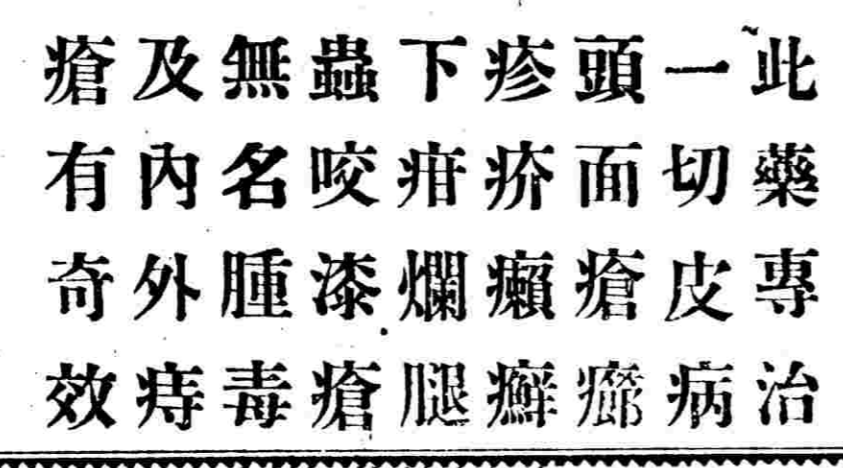 此藥專治
一切皮病
頭面瘡
疹疥癩癬
下疳爛腿
蟲咬漆瘡
無名腫毒
及內外痔
瘡有奇效